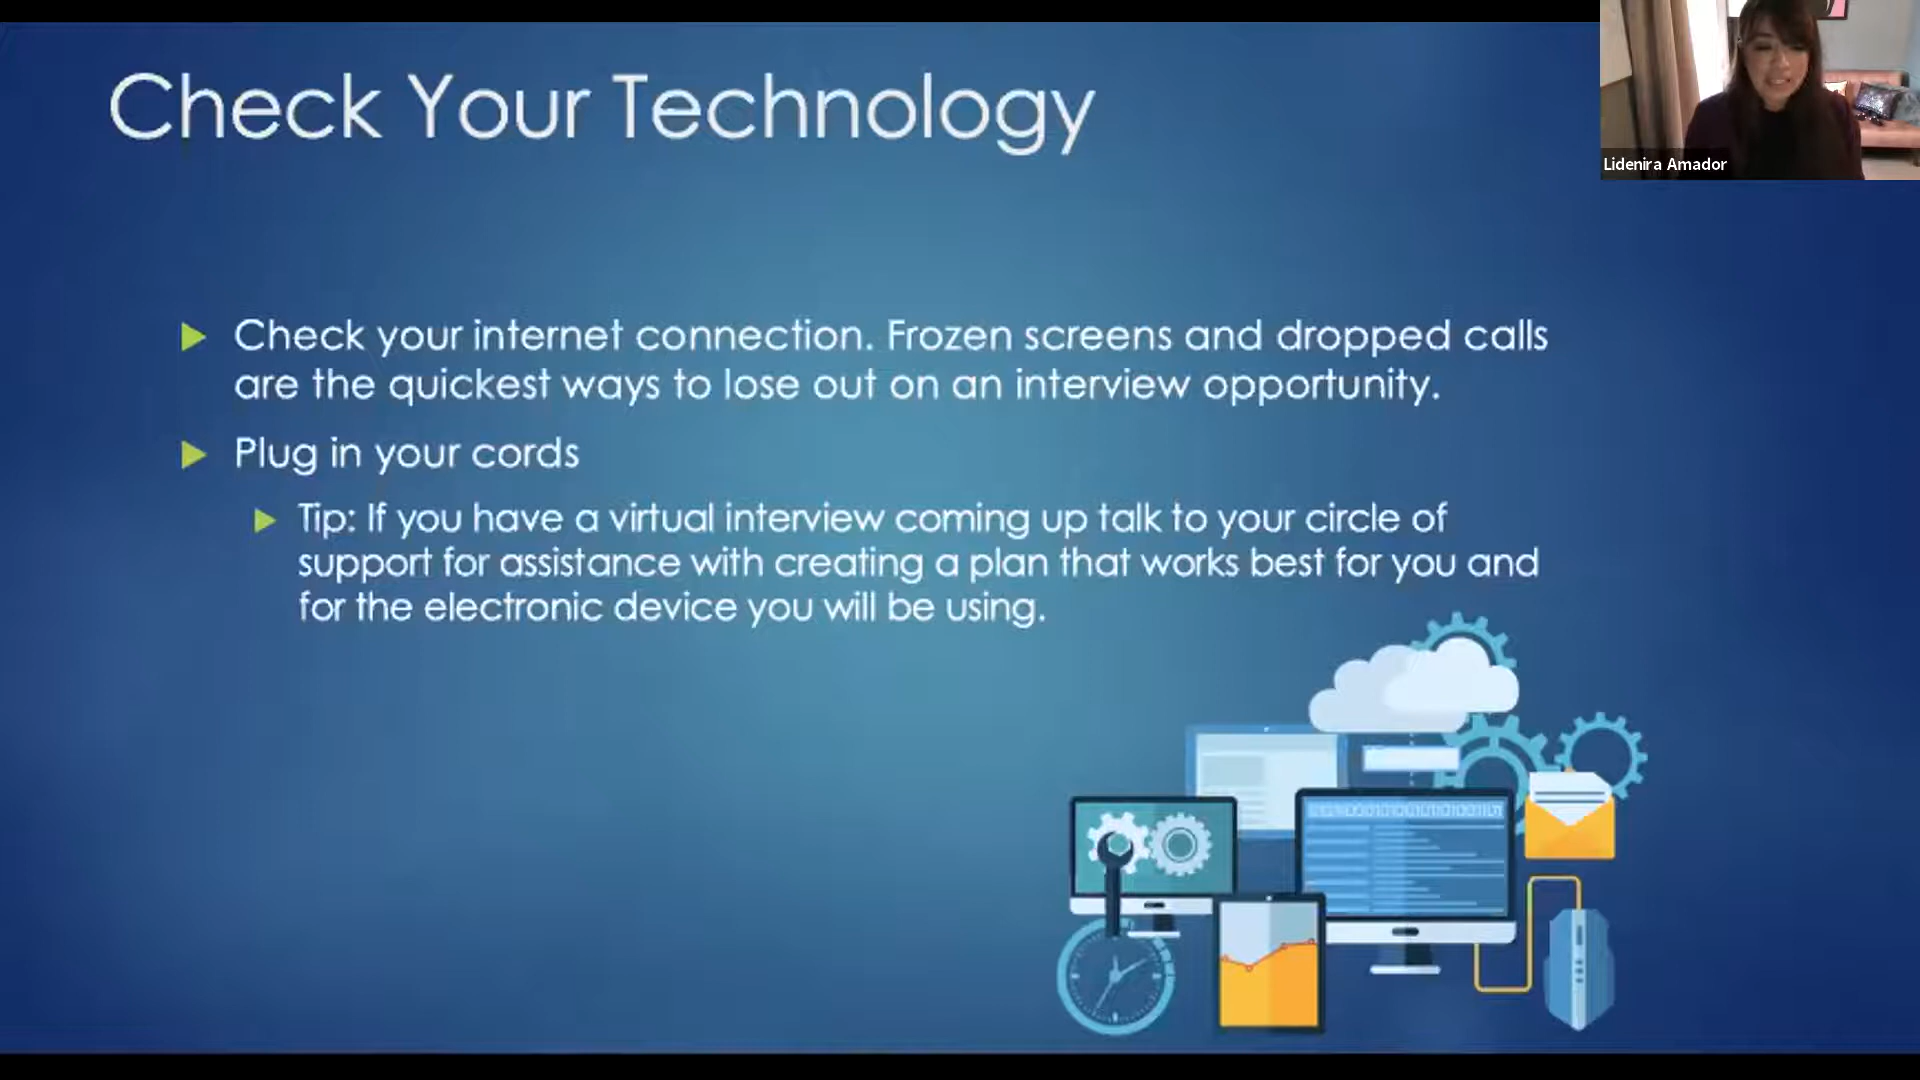 Check Your Technology
Lidenira Amador
Check your internet connection. Frozen screens and dropped calls
are the quickest ways to lose out on an interview opportunity.
Plug in your cords
Tip: If you have a virtual interview coming up talk to your circle of
support for assistance with creating a plan that works best for you and
for the electronic device you will be using.